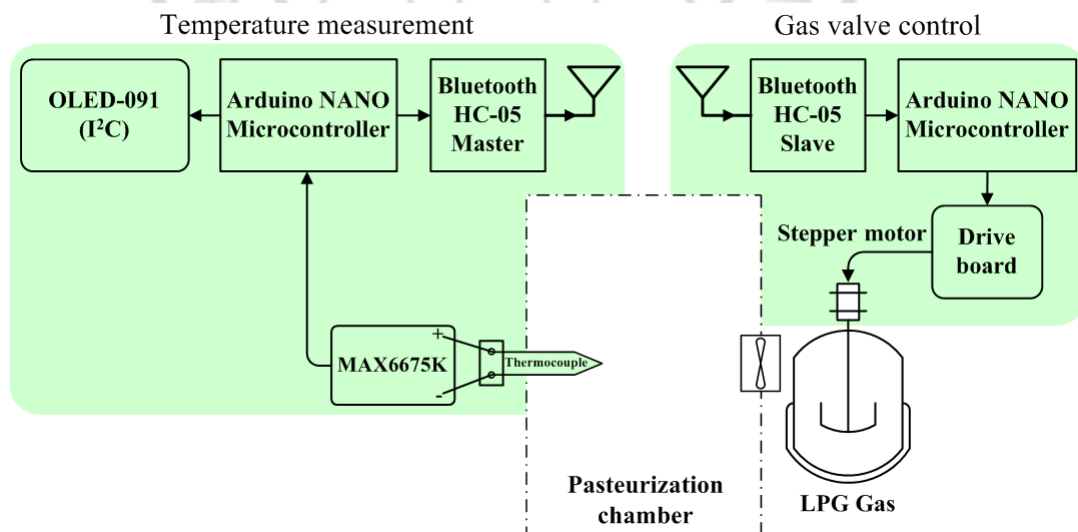 Temperature measurement
Gas valve control
OLED-091
(I²C)
Arduino NANO
Microcontroller
Bluetooth
HC-05
Master
Bluetooth
HC-05
Slave
Arduino NANO
Microcontroller
Stepper motor
Drive
board
MAX6675K
+
-
Thermocouple
Pasteurization
chamber
LPG Gas